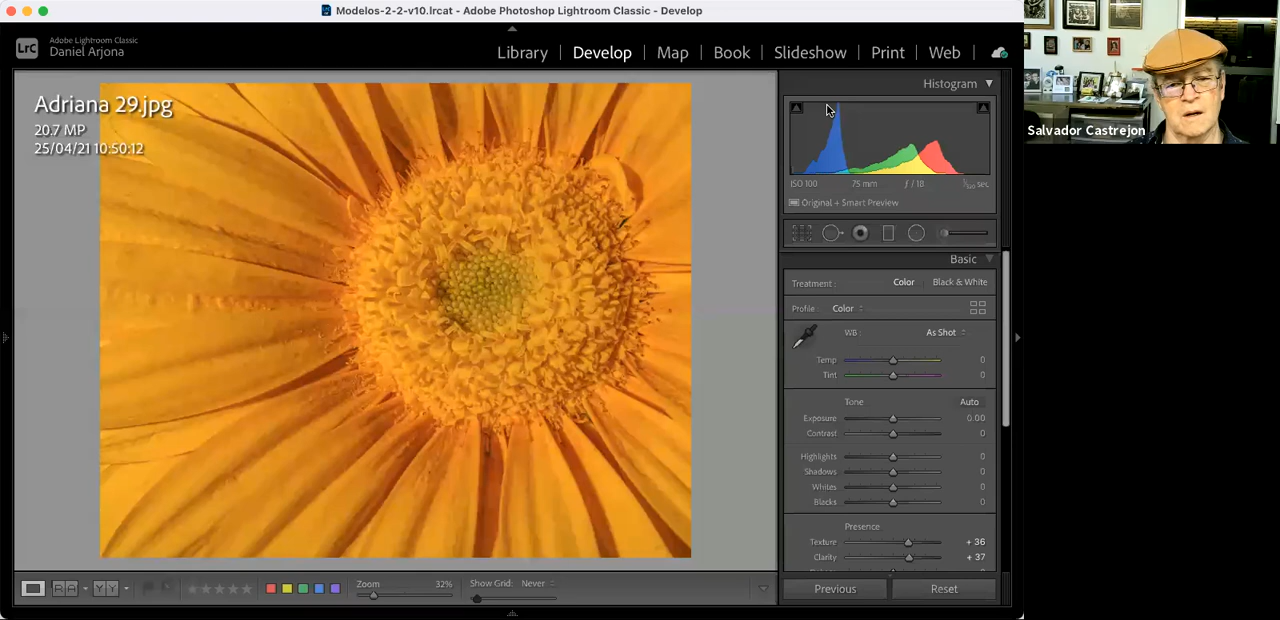 Modelos-2-2-v10.lrcat - Adobe Photoshop Lightroom Classic - Develop
LrC
Adobe Lightroom Classic
Daniel Arjona
Library | Develop | Map | Book | Slideshow | Print | Web |
Adriana 29.jpg
20.7 MP
25/04/21 10:50:12
Histogram
ISO 100 75 mm f / 18 sec
Original + Smart Preview
Basic
Treatment: Color Black & White
Profile: Color
WB: As Shot
Temp 0
Tint 0
Tone Auto
Exposure 0.00
Contrast 0
Highlights 0
Shadows 0
Whites 0
Blacks 0
Presence
Texture + 36
Clarity + 37
Zoom 32% Show Grid: Never
Previous Reset
Salvador Castrejon